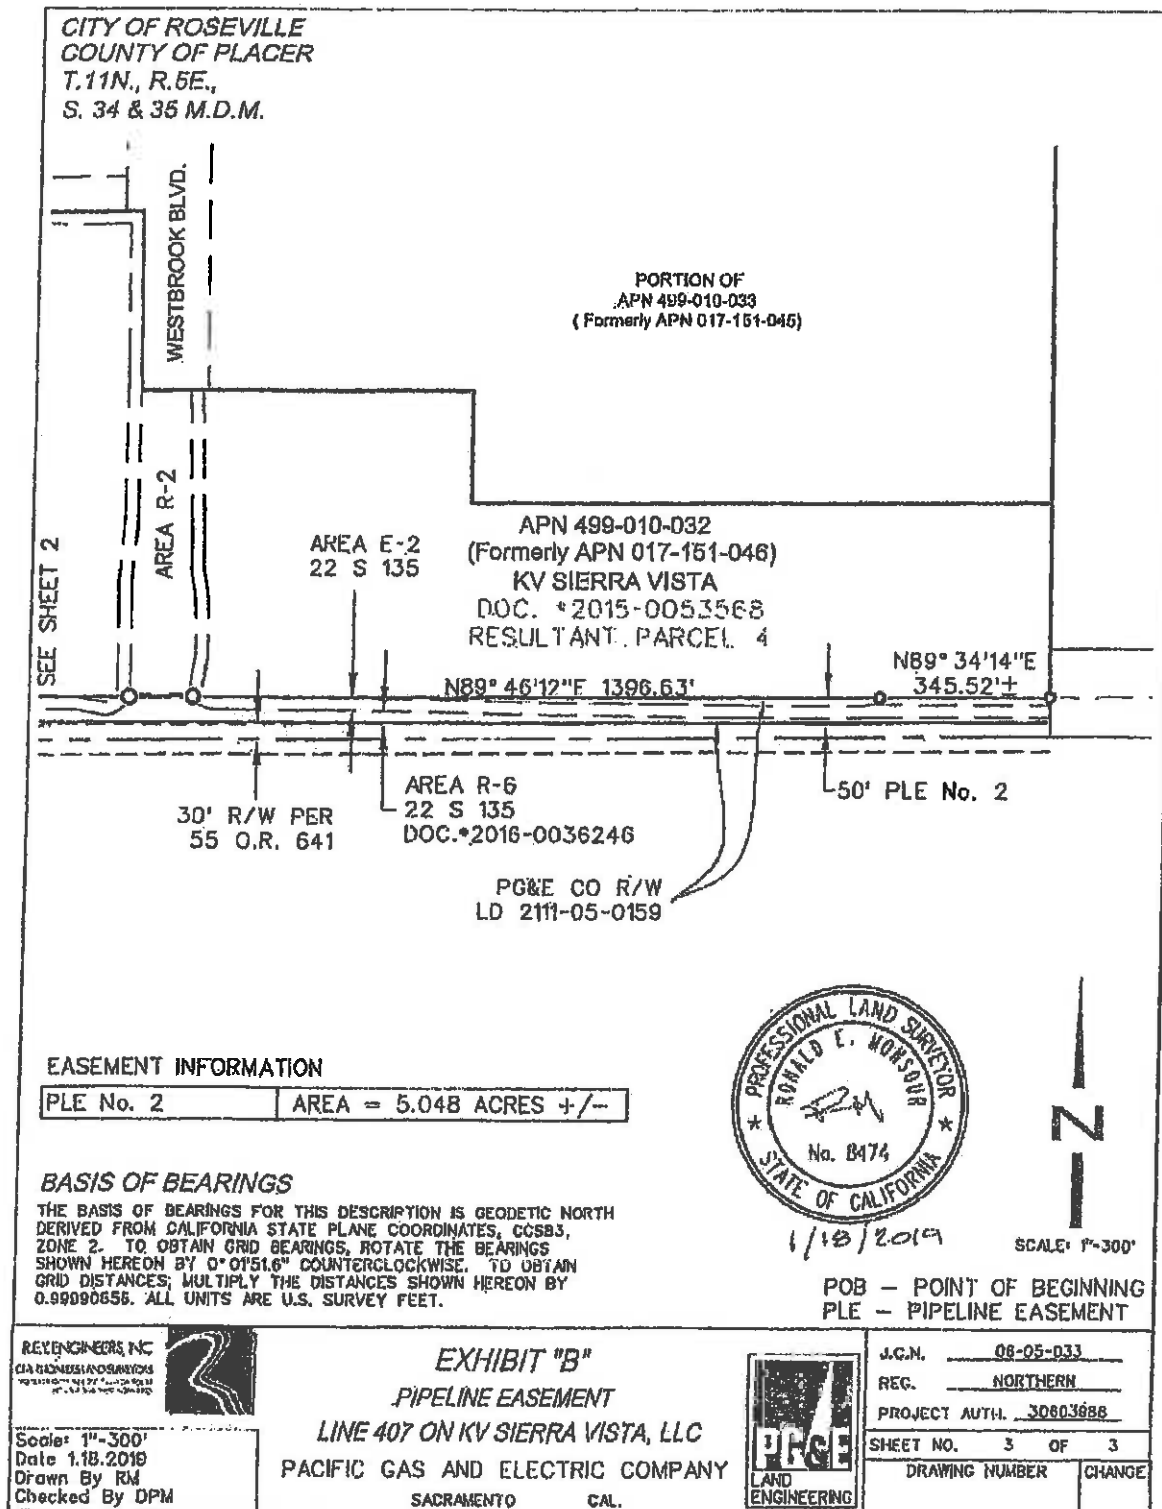 CITY OF ROSEVILLE
COUNTY OF PLACER
T.11N., R.5E.,
S. 34 & 35 M.D.M.
WESTBROOK BLVD.
PORTION OF
APN 499-010-033
( Formerly APN 017-151-045)
SEE SHEET 2
AREA R-2
AREA E-2
22 S 135
APN 499-010-032
(Formerly APN 017-151-046)
KV SIERRA VISTA
DOC. *2015-0053568
RESULTANT PARCEL 4
N89° 46'12"E 1396.63'
N89° 34'14"E
345.52'±
30' R/W PER
55 O.R. 641
AREA R-6
22 S 135
DOC.*2016-0036246
50' PLE No. 2
PG&E CO R/W
LD 2111-05-0159
EASEMENT INFORMATION
PLE No. 2 AREA = 5.048 ACRES +/-
PROFESSIONAL LAND SURVEYOR
RONALD E. MONSOUR
No. 8474
STATE OF CALIFORNIA
1/18/2019
N
SCALE: 1"-300'
BASIS OF BEARINGS
THE BASIS OF BEARINGS FOR THIS DESCRIPTION IS GEODETIC NORTH
DERIVED FROM CALIFORNIA STATE PLANE COORDINATES, CCS83,
ZONE 2. TO OBTAIN GRID BEARINGS, ROTATE THE BEARINGS
SHOWN HEREON BY 0°01'51.6" COUNTERCLOCKWISE. TO OBTAIN
GRID DISTANCES; MULTIPLY THE DISTANCES SHOWN HEREON BY
ALL UNITS ARE U.S. SURVEY FEET.
POB - POINT OF BEGINNING
PLE - PIPELINE EASEMENT
REY ENGINEERS, INC
Scale: 1"-300'
Date 1.18.2019
Drawn By RM
Checked By DPM
EXHIBIT "B"
PIPELINE EASEMENT
LINE 407 ON KV SIERRA VISTA, LLC
PACIFIC GAS AND ELECTRIC COMPANY
SACRAMENTO CAL.
PG&E
LAND
ENGINEERING
J.C.N. 06-05-033
REG. NORTHERN
PROJECT AUTH. 30603688
SHEET NO. 3 OF 3
DRAWING NUMBER CHANGE